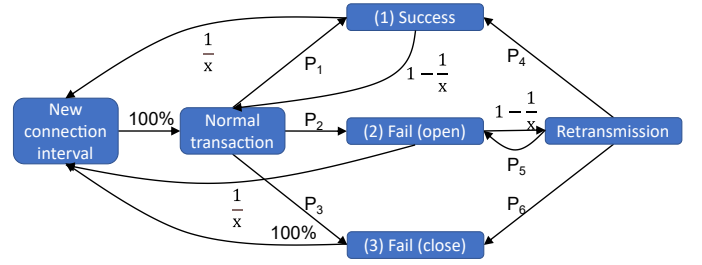 (1) Success
1/x
P₁
1 − 1/x
P₄
New
connection
interval
100%
Normal
transaction
P₂
(2) Fail (open)
1 − 1/x
Retransmission
P₅
1/x
P₃
P₆
100%
(3) Fail (close)